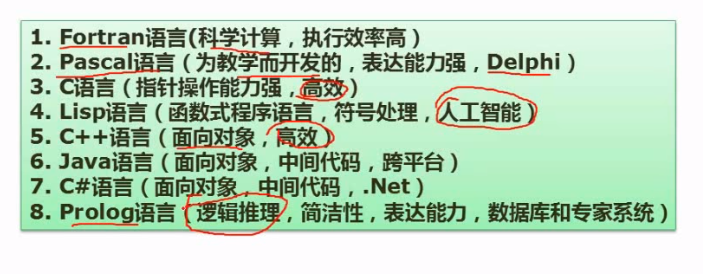 1. Fortran语言(科学计算，执行效率高）
2. Pascal语言（为教学而开发的，表达能力强，Delphi）
3. C语言（指针操作能力强，高效）
4. Lisp语言（函数式程序语言，符号处理，人工智能）
5. C++语言（面向对象，高效）
6. Java语言（面向对象，中间代码，跨平台）
7. C#语言（面向对象，中间代码，.Net）
8. Prolog语言（逻辑推理，简洁性，表达能力，数据库和专家系统）